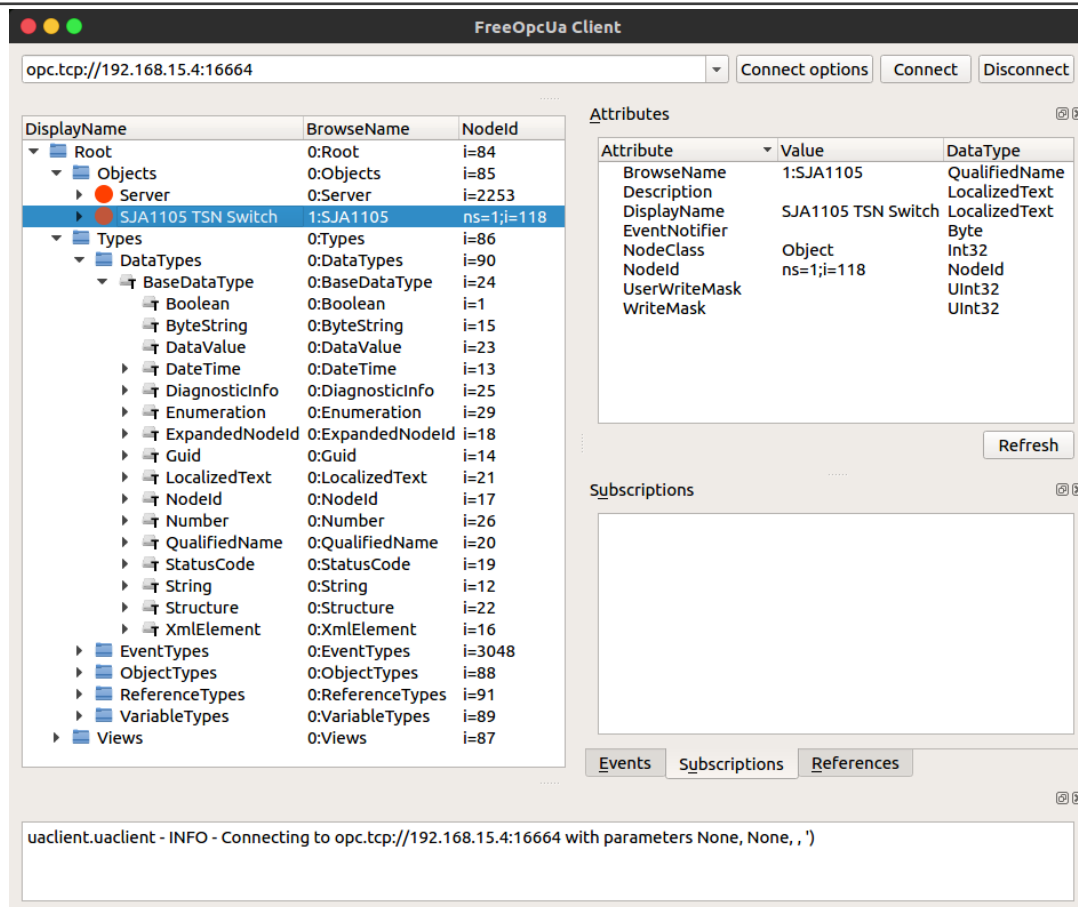 FreeOpcUa Client
opc.tcp://192.168.15.4:16664
Connect options
Connect
Disconnect
DisplayName BrowseName NodeId
Root 0:Root i=84
Objects 0:Objects i=85
Server 0:Server i=2253
SJA1105 TSN Switch 1:SJA1105 ns=1;i=118
Types 0:Types i=86
DataTypes 0:DataTypes i=90
BaseDataType 0:BaseDataType i=24
Boolean 0:Boolean i=1
ByteString 0:ByteString i=15
DataValue 0:DataValue i=23
DateTime 0:DateTime i=13
DiagnosticInfo 0:DiagnosticInfo i=25
Enumeration 0:Enumeration i=29
ExpandedNodeId 0:ExpandedNodeId i=18
Guid 0:Guid i=14
LocalizedText 0:LocalizedText i=21
NodeId 0:NodeId i=17
Number 0:Number i=26
QualifiedName 0:QualifiedName i=20
StatusCode 0:StatusCode i=19
String 0:String i=12
Structure 0:Structure i=22
XmlElement 0:XmlElement i=16
EventTypes 0:EventTypes i=3048
ObjectTypes 0:ObjectTypes i=88
ReferenceTypes 0:ReferenceTypes i=91
VariableTypes 0:VariableTypes i=89
Views 0:Views i=87
Attributes
Attribute Value DataType
BrowseName 1:SJA1105 QualifiedName
Description LocalizedText
DisplayName SJA1105 TSN Switch LocalizedText
EventNotifier Byte
NodeClass Object Int32
NodeId ns=1;i=118 NodeId
UserWriteMask UInt32
WriteMask UInt32
Refresh
Subscriptions
Events
Subscriptions
References
uaclient.uaclient - INFO - Connecting to opc.tcp://192.168.15.4:16664 with parameters None, None, , ')